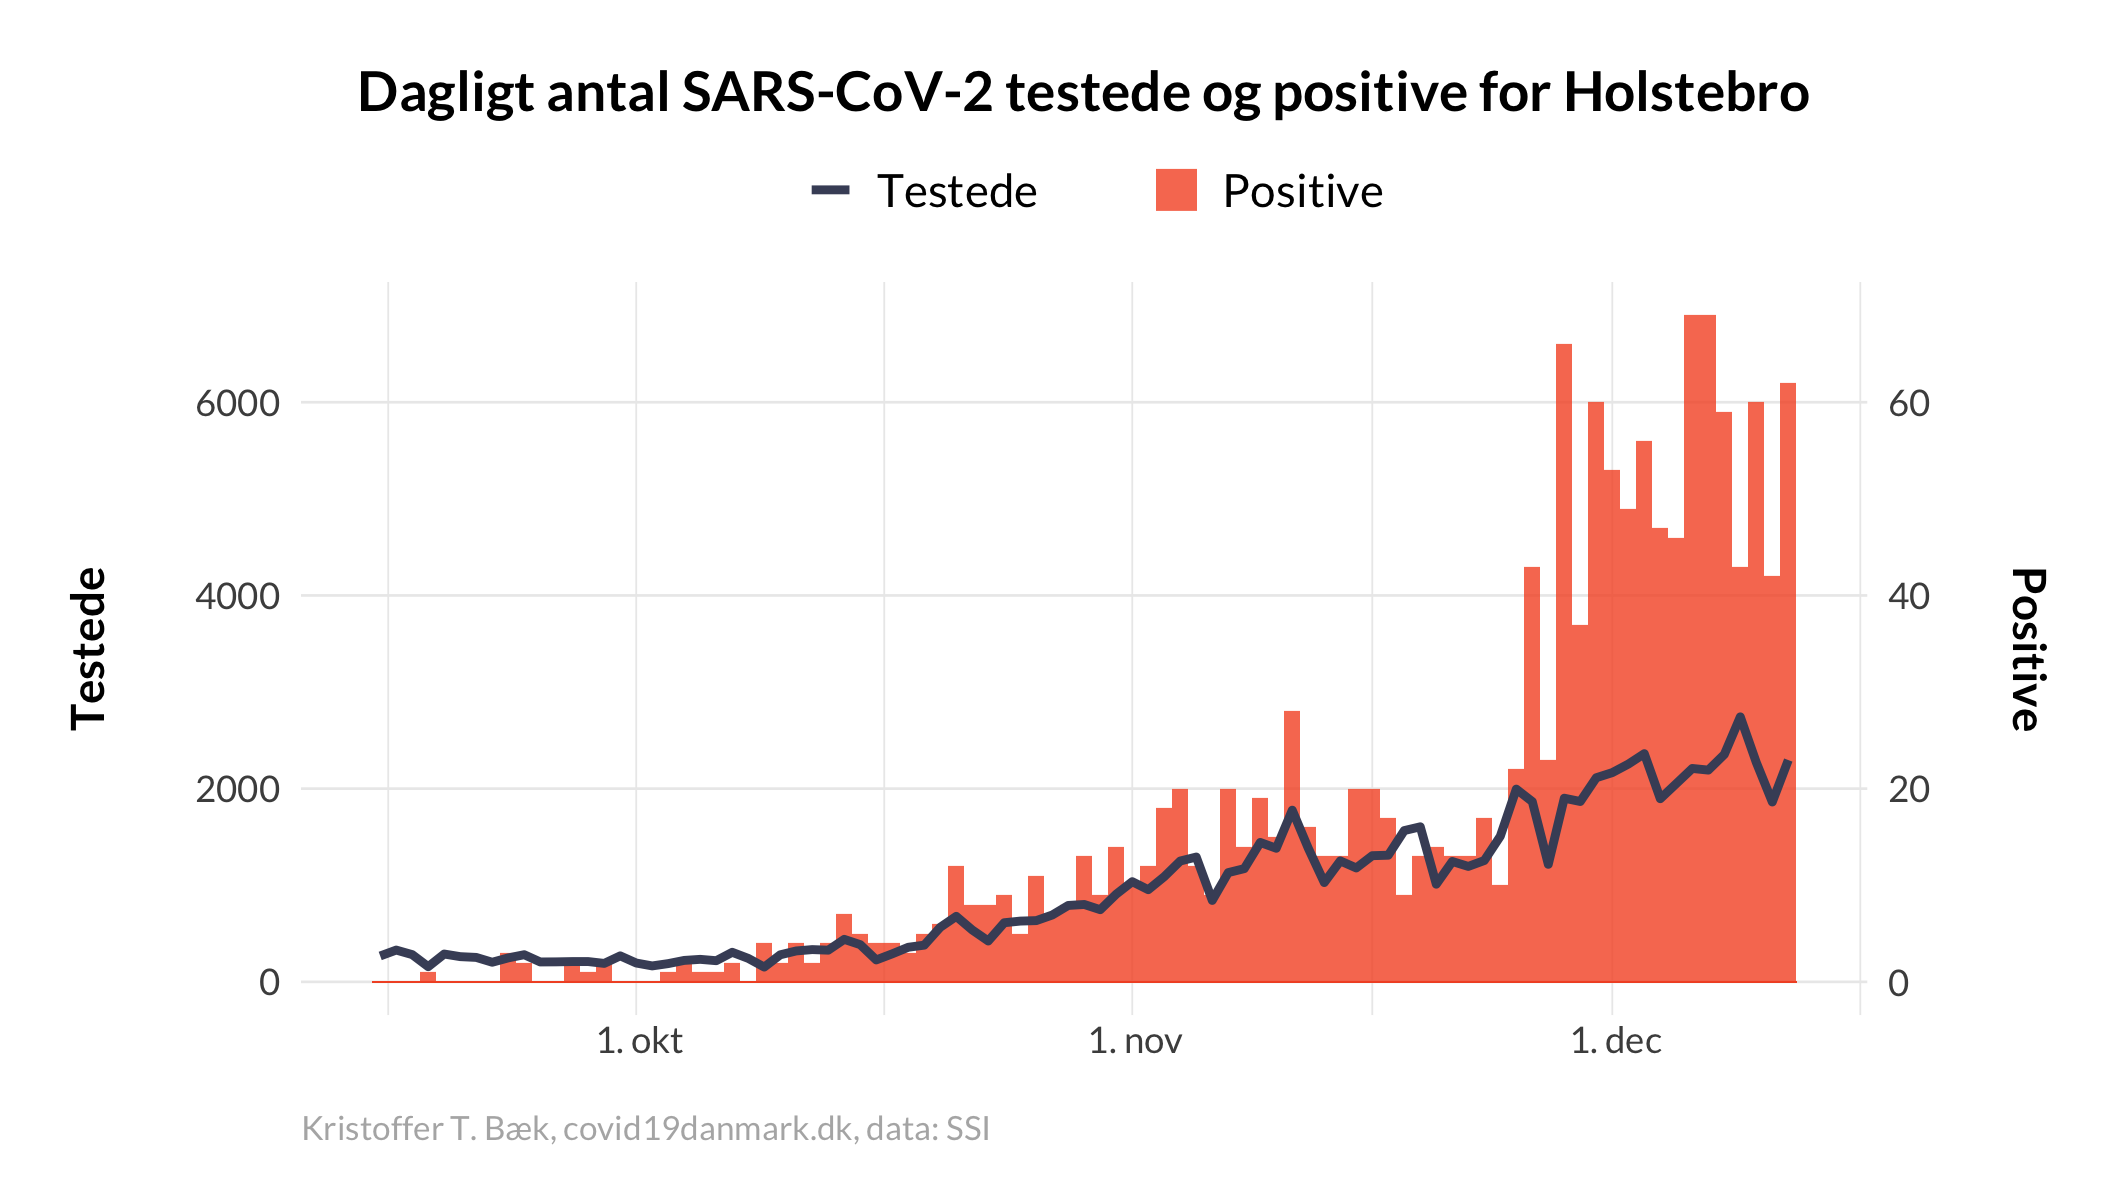 Dagligt antal SARS-CoV-2 testede og positive for Holstebro
Testede
Positive
6000
4000
2000
0
60
40
20
0
Testede
Positive
1. okt
1. nov
1. dec
Kristoffer T. Bæk, covid19danmark.dk, data: SSI